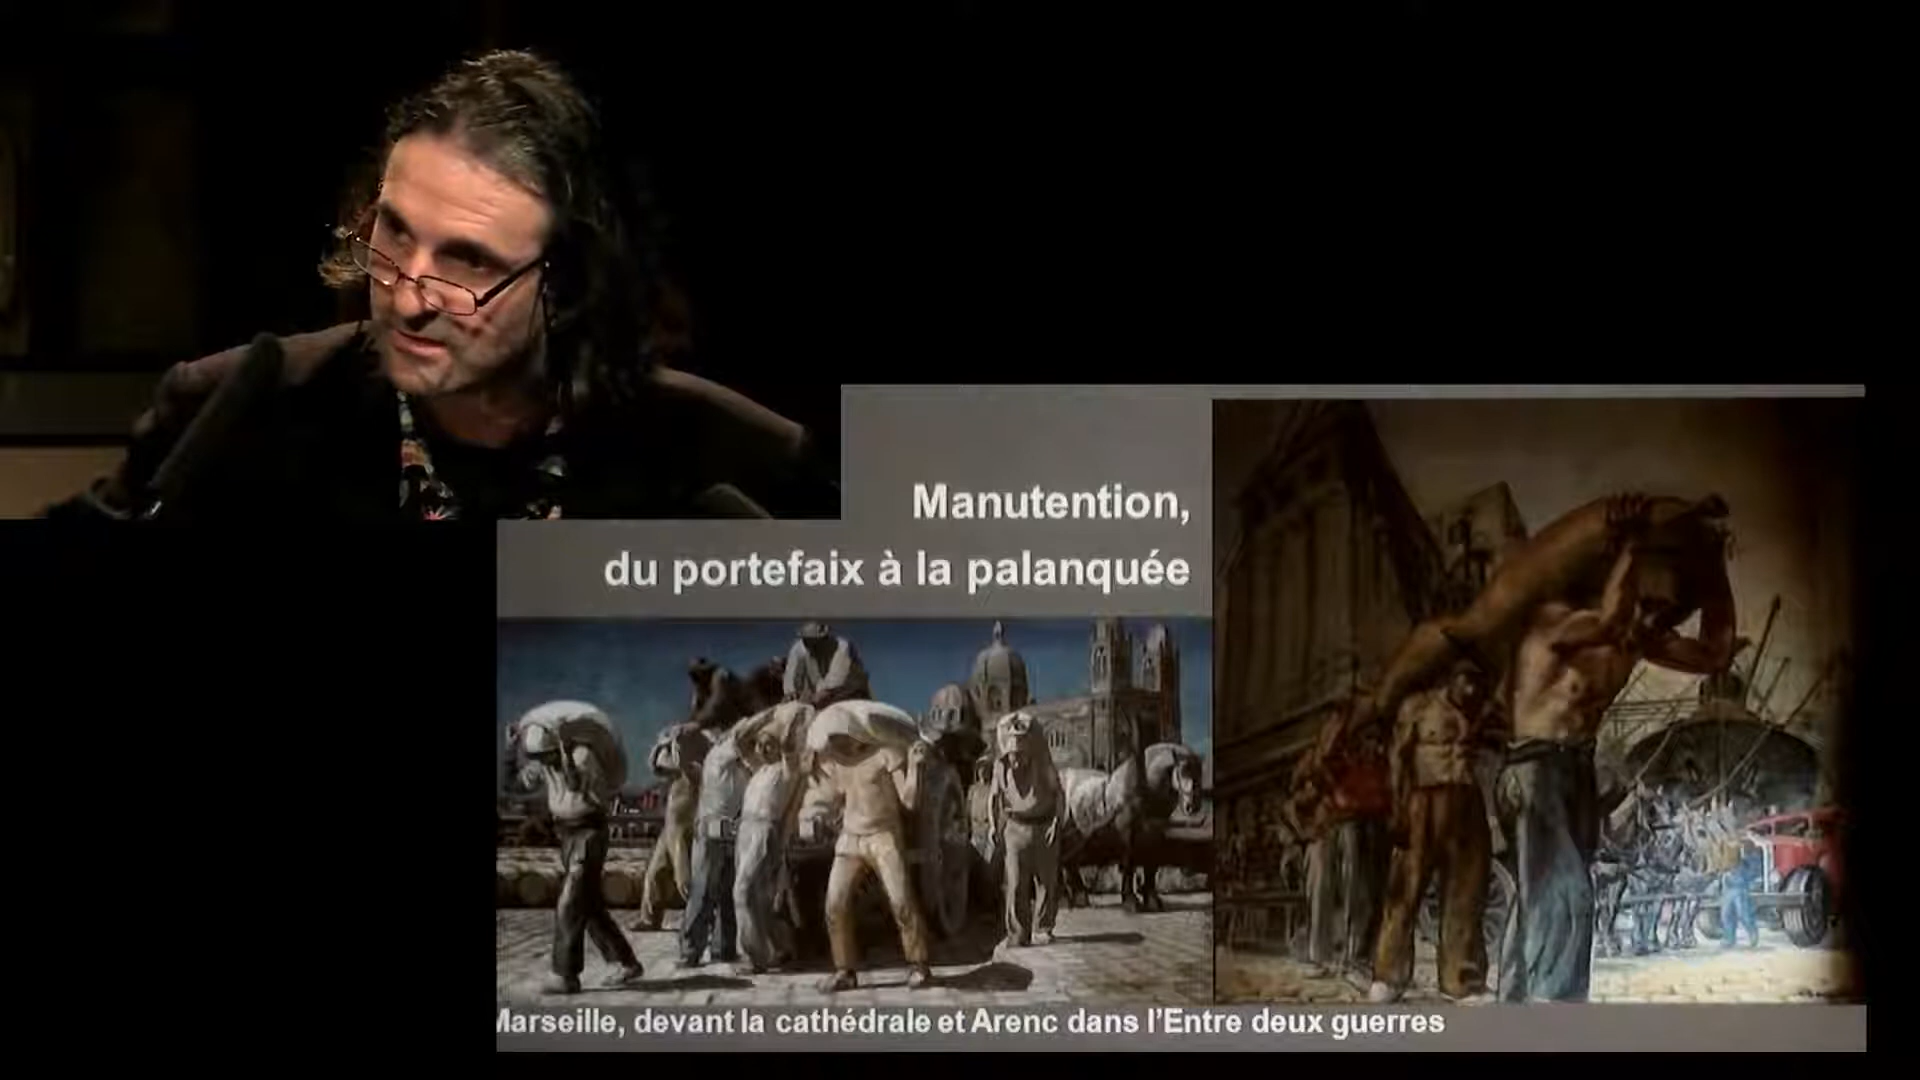 Manutention,
du portefaix à la palanquée
Marseille, devant la cathédrale et Arenc dans l'Entre deux guerres